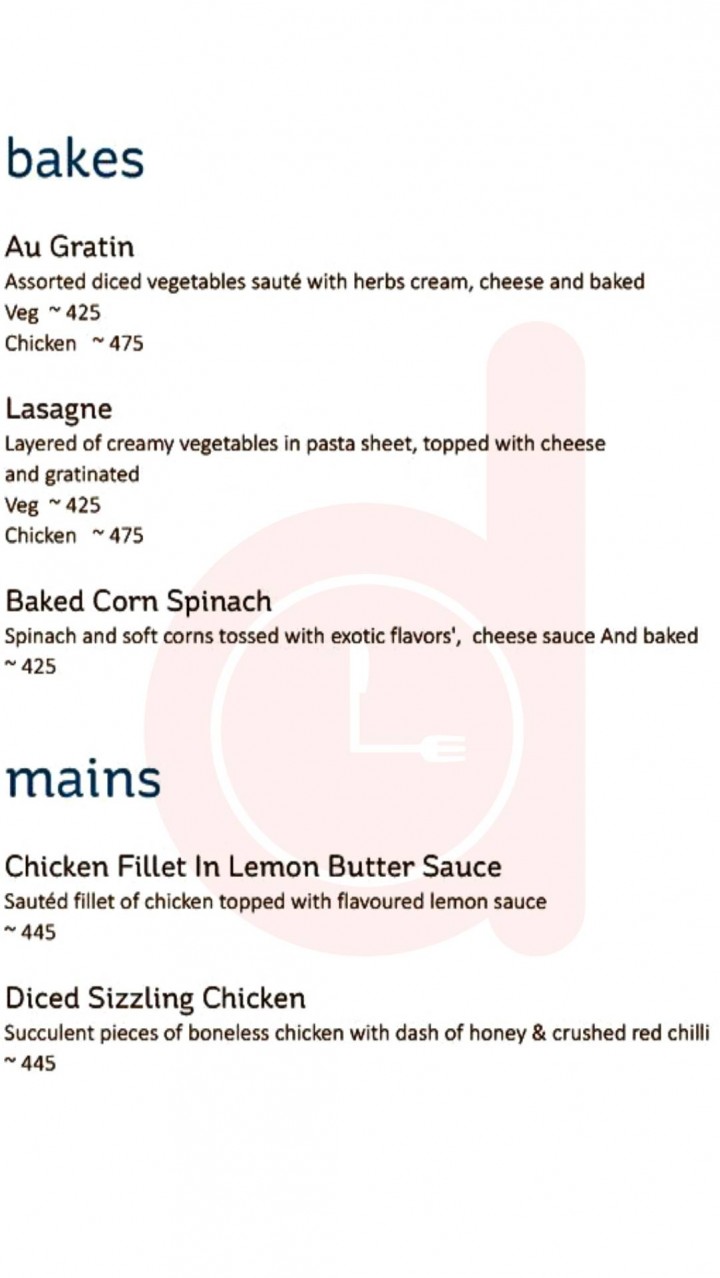 bakes
Au Gratin
Assorted diced vegetables sauté with herbs cream, cheese and baked
Veg ~ 425
Chicken ~ 475
Lasagne
Layered of creamy vegetables in pasta sheet, topped with cheese
and gratinated
Veg ~ 425
Chicken ~ 475
Baked Corn Spinach
Spinach and soft corns tossed with exotic flavors', cheese sauce And baked
~ 425
mains
Chicken Fillet In Lemon Butter Sauce
Sautéd fillet of chicken topped with flavoured lemon sauce
~ 445
Diced Sizzling Chicken
Succulent pieces of boneless chicken with dash of honey & crushed red chilli
~ 445